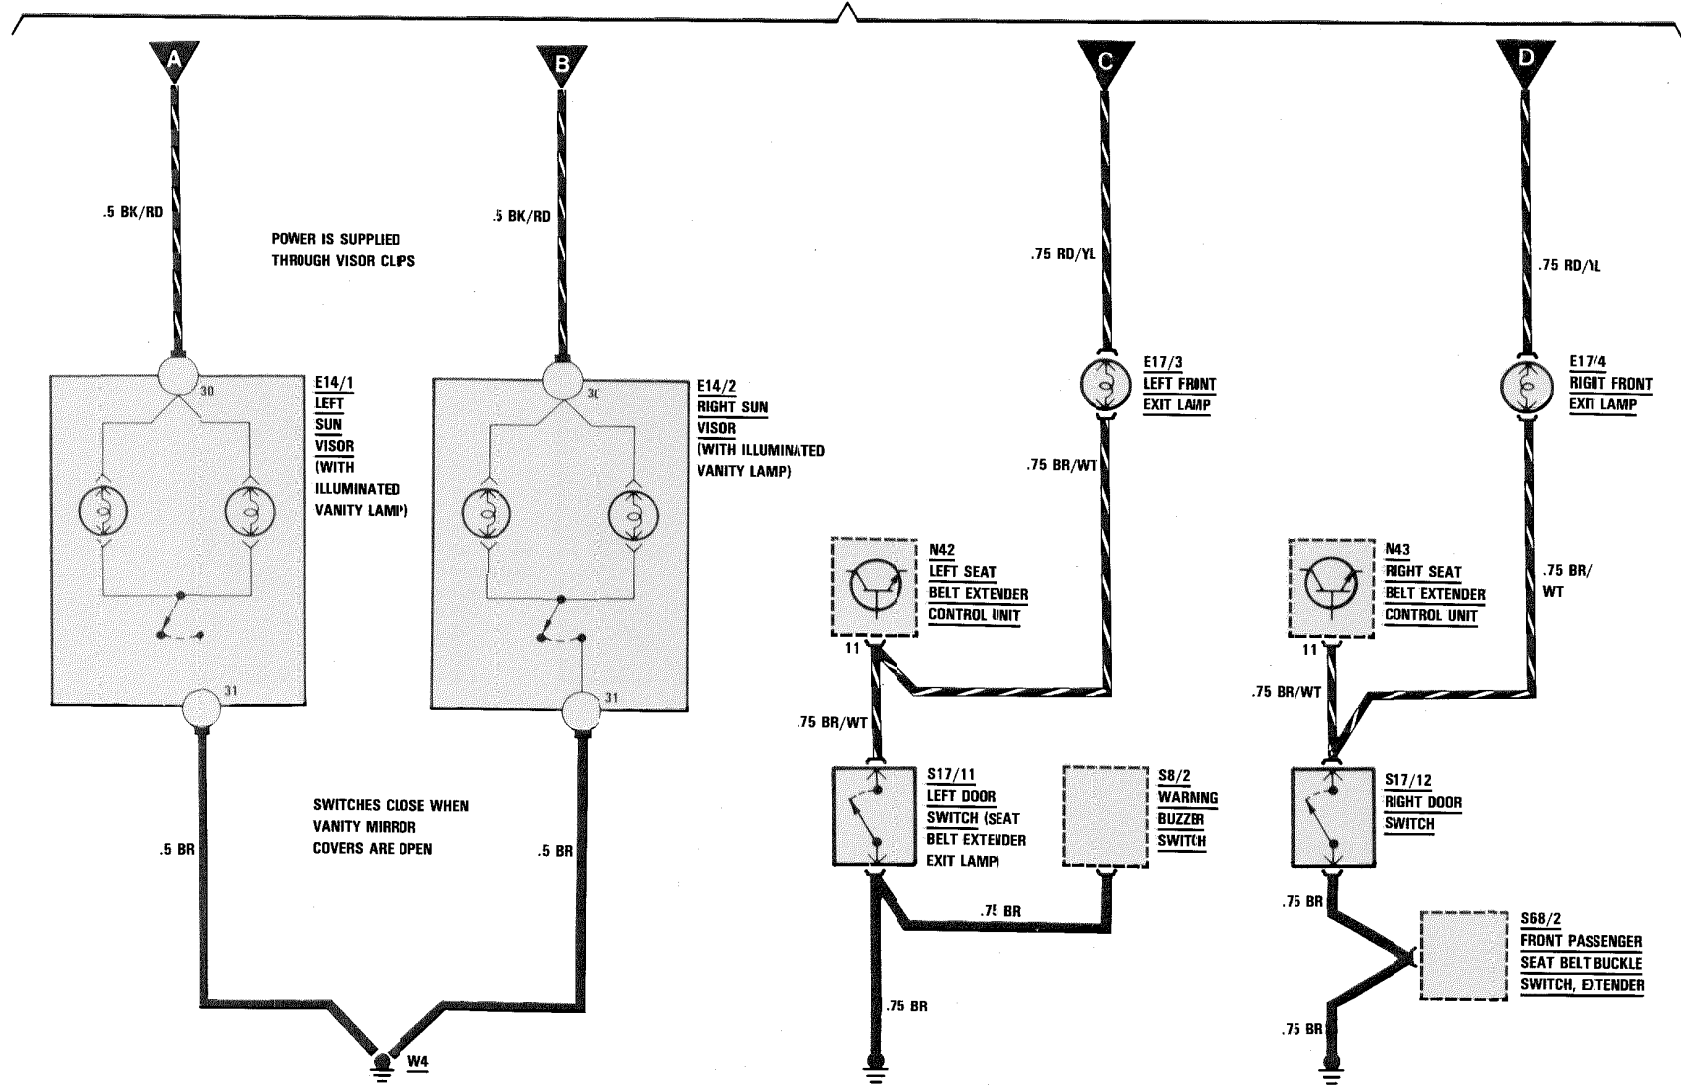 A
B
C
D
.5 BK/RD
POWER IS SUPPLIED
THROUGH VISOR CLIPS
.5 BK/RD
.75 RD/YL
.75 RD/YL
30
E14/1
LEFT
SUN
VISOR
(WITH
ILLUMINATED
VANITY LAMP)
31
E14/2
RIGHT SUN
VISOR
(WITH ILLUMINATED
VANITY LAMP)
31
E17/3
LEFT FRONT
EXIT LAMP
E17/4
RIGHT FRONT
EXIT LAMP
.75 BR/WT
.75 BR/
WT
N42
LEFT SEAT
BELT EXTENDER
CONTROL UNIT
11
N43
RIGHT SEAT
BELT EXTENDER
CONTROL UNIT
11
.75 BR/WT
.75 BR/WT
SWITCHES CLOSE WHEN
VANITY MIRROR
COVERS ARE OPEN
.5 BR
.5 BR
S17/11
LEFT DOOR
SWITCH (SEAT
BELT EXTENDER
EXIT LAMP)
S8/2
WARNING
BUZZER
SWITCH
S17/12
RIGHT DOOR
SWITCH
.75 BR
.75 BR
S68/2
FRONT PASSENGER
SEAT BELT BUCKLE
SWITCH, EXTENDER
.75 BR
.75 BR
W4